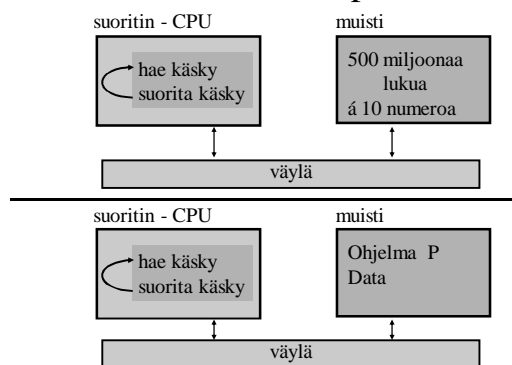 suoritin - CPU
muisti
hae käsky
suorita käsky
500 miljoonaa
lukua
á 10 numeroa
väylä
suoritin - CPU
muisti
hae käsky
suorita käsky
Ohjelma P
Data
väylä